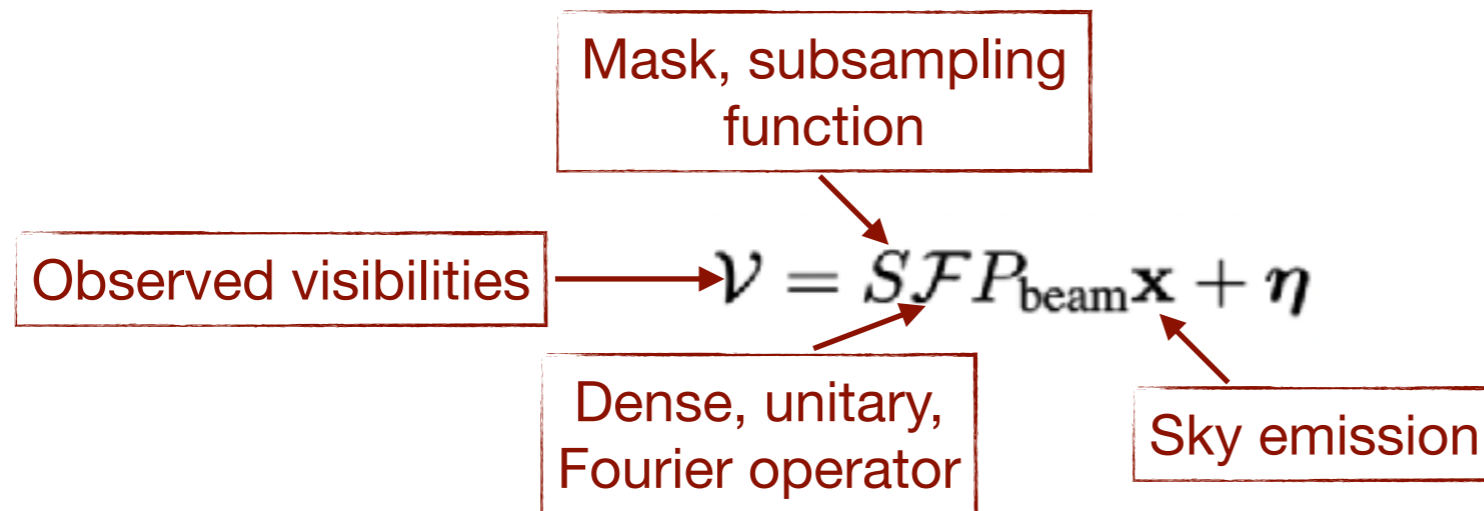 Mask, subsampling
function
Observed visibilities
𝒱 = SℱP_beam x + η
Dense, unitary,
Fourier operator
Sky emission